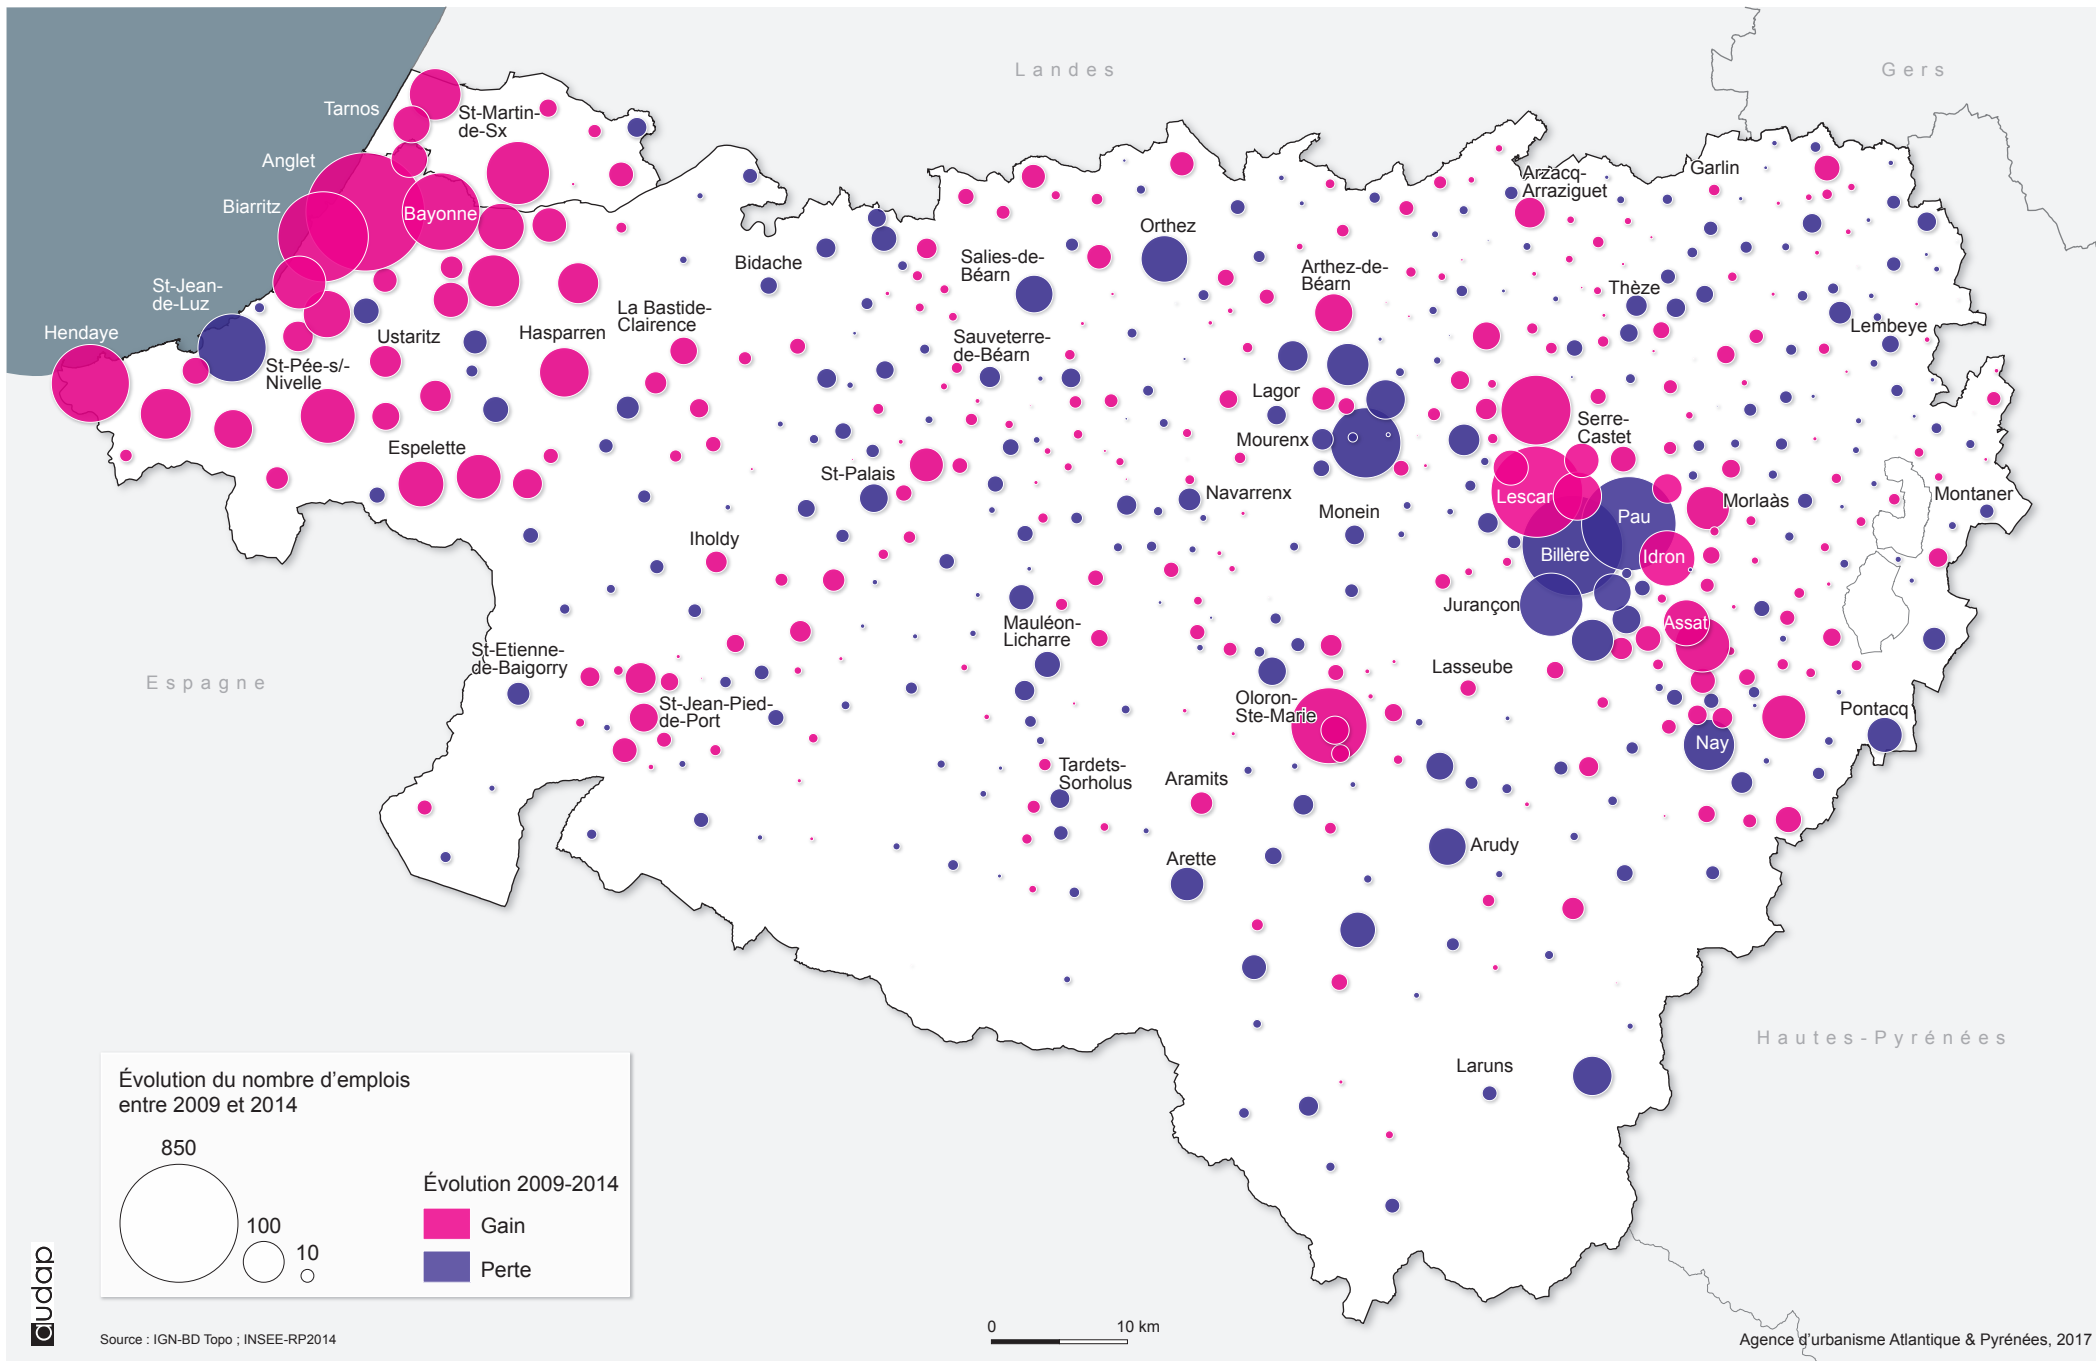 Landes
Gers
Tarnos
St-Martin-
de-Sx
Anglet
Biarritz
Bayonne
St-Jean-
de-Luz
Hendaye
St-Pée-s/-
Nivelle
Ustaritz
Hasparren
La Bastide-
Clairence
Espelette
Bidache
Salies-de-
Béarn
Orthez
Sauveterre-
de-Béarn
Arthez-de-
Béarn
Arzacq-
Arraziguet
Garlin
Thèze
Lembeye
Lagor
Mourenx
Serre-
Castet
Lescar
Pau
Morlaàs
Montaner
St-Palais
Navarrenx
Monein
Billère
Idron
Iholdy
Jurançon
Assat
Mauléon-
Licharre
St-Etienne-
de-Baigorry
Lasseube
Espagne
St-Jean-Pied-
de-Port
Oloron-
Ste-Marie
Pontacq
Nay
Tardets-
Sorholus
Aramits
Arudy
Arette
Hautes-Pyrénées
Laruns
Évolution du nombre d'emplois
entre 2009 et 2014
850
100
10
Évolution 2009-2014
Gain
Perte
audap
Source : IGN-BD Topo ; INSEE-RP2014
0 10 km
Agence d'urbanisme Atlantique & Pyrénées, 2017